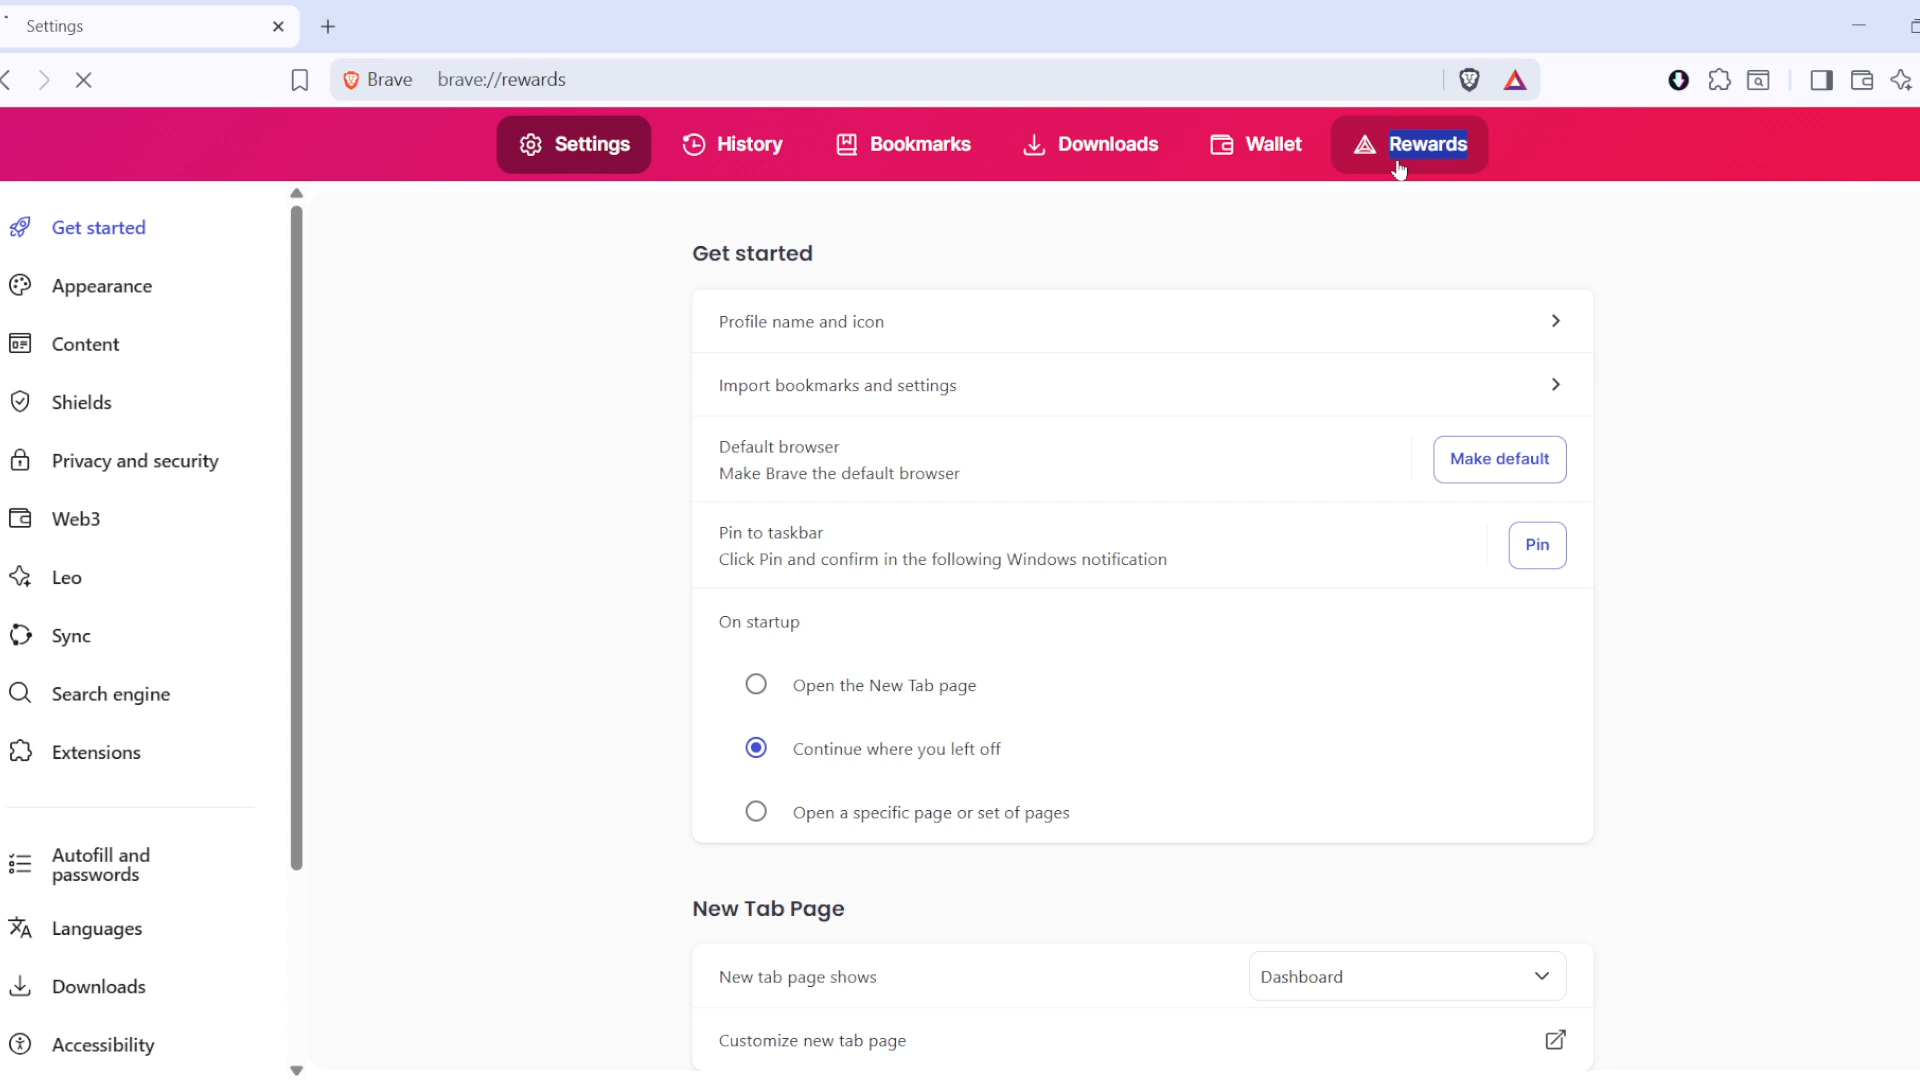 Settings
Brave brave://rewards
Settings History Bookmarks Downloads Wallet Rewards
Get started
Appearance
Content
Shields
Privacy and security
Web3
Leo
Sync
Search engine
Extensions
Autofill and
passwords
Languages
Downloads
Accessibility
Get started
Profile name and icon
Import bookmarks and settings
Default browser
Make Brave the default browser
Make default
Pin to taskbar
Click Pin and confirm in the following Windows notification
Pin
On startup
Open the New Tab page
Continue where you left off
Open a specific page or set of pages
New Tab Page
New tab page shows
Dashboard
Customize new tab page